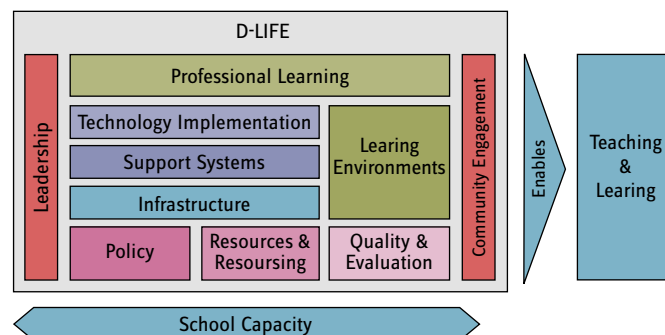 D-LIFE
Leadership
Professional Learning
Technology Implementation
Support Systems
Infrastructure
Learing
Environments
Policy
Resources &
Resoursing
Quality &
Evaluation
Community Engagement
Enables
Teaching
&
Learing
School Capacity